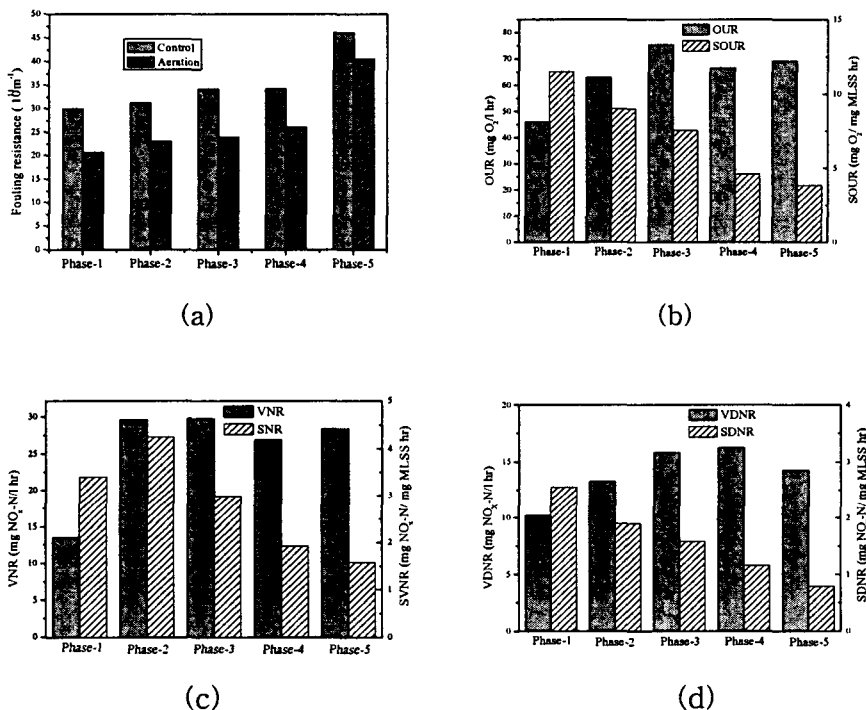 50
45
40
35
30
25
20
15
10
5
0
Fouling resistance
Control
Aeration
Phase-1 Phase-2 Phase-3 Phase-4 Phase-5
(a)
80
70
60
50
40
30
20
10
0
OUR (mg O₂/l hr)
OUR
SOUR
15
10
5
0
SOUR (mg O₂/ mg MLSS hr)
Phase-1 Phase-2 Phase-3 Phase-4 Phase-5
(b)
30
25
20
15
10
5
0
VNR (mg NOₓ-N/l hr)
VNR
SNR
5
4
3
2
1
0
SVNR (mg NOₓ-N/ mg MLSS hr)
Phase-1 Phase-2 Phase-3 Phase-4 Phase-5
(c)
20
15
10
5
0
VDNR (mg NOₓ-N/l hr)
VDNR
SDNR
4
3
2
1
0
SDNR (mg NO -N/ mg MLSS hr)
Phase-1 Phase-2 Phase-3 Phase-4 Phase-5
(d)